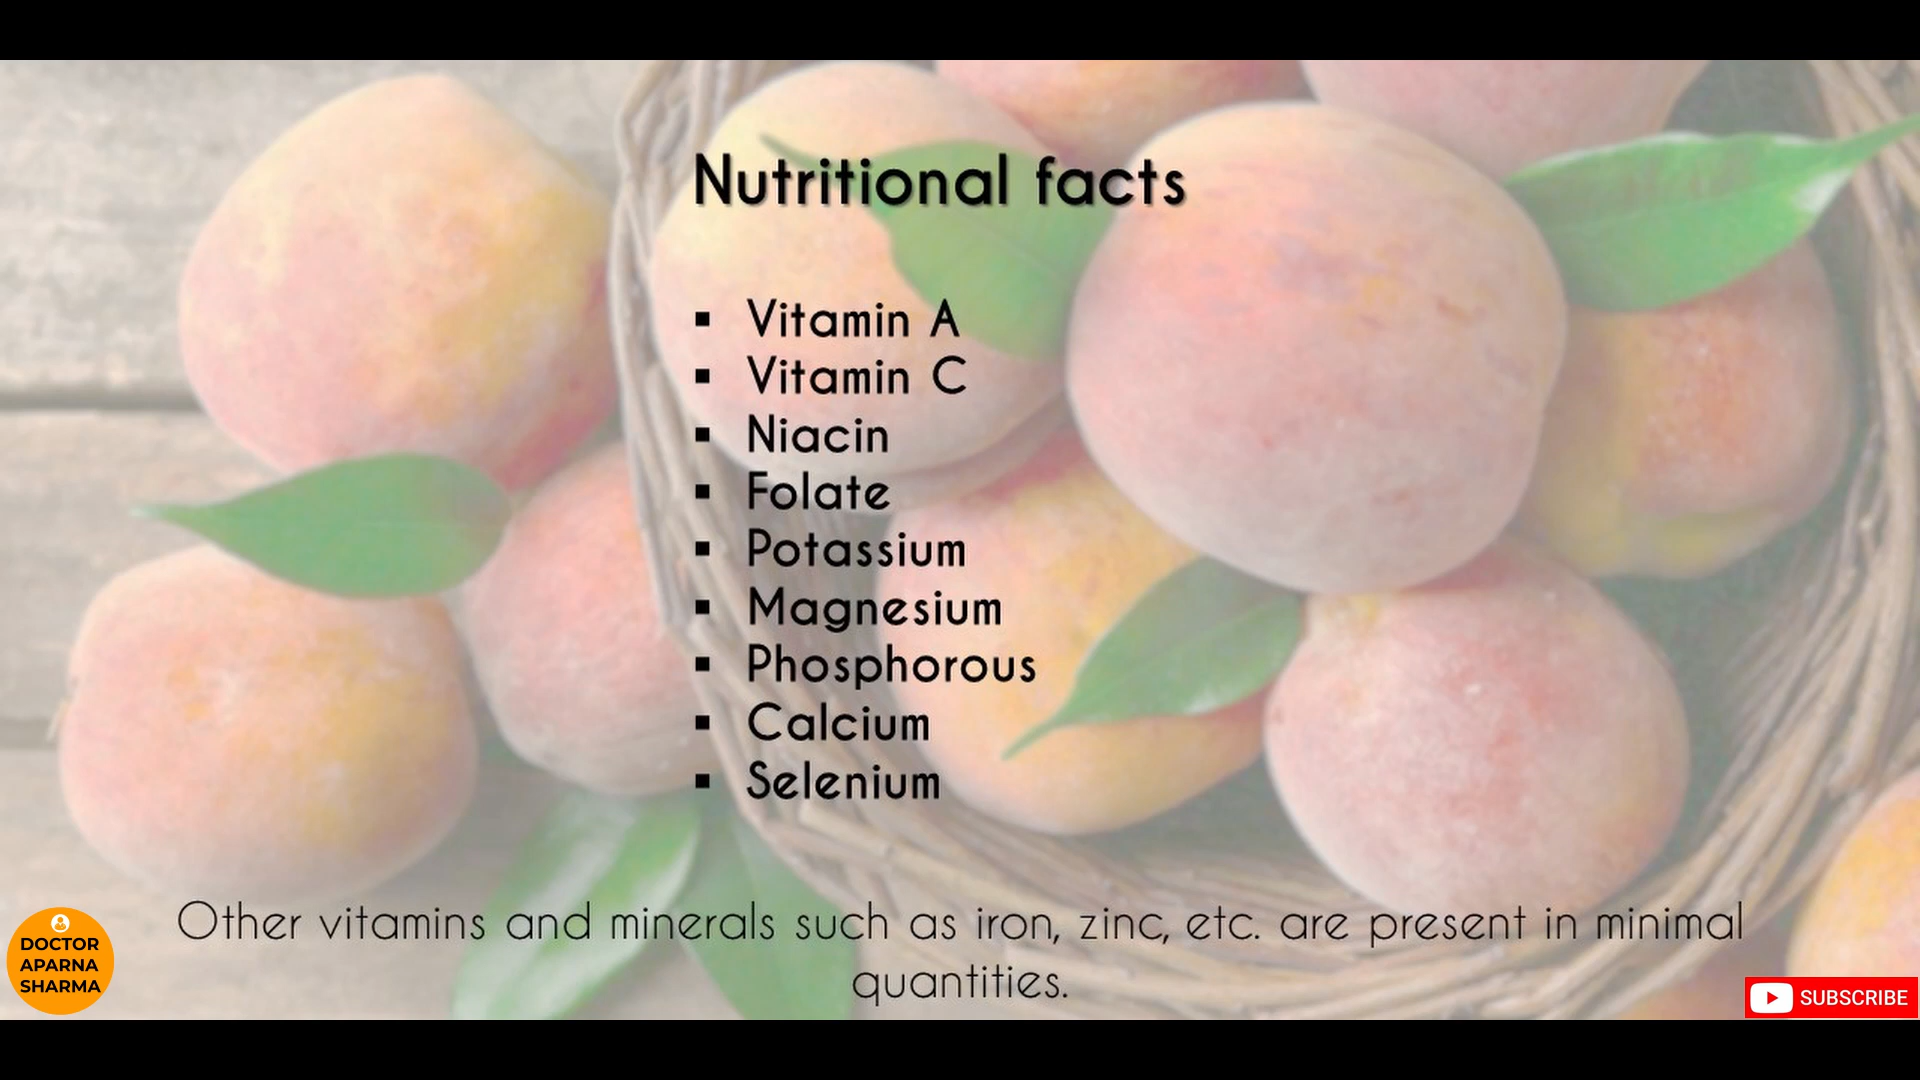 Nutritional facts
▪ Vitamin A
▪ Vitamin C
▪ Niacin
▪ Folate
▪ Potassium
▪ Magnesium
▪ Phosphorous
▪ Calcium
▪ Selenium
Other vitamins and minerals such as iron, zinc, etc. are present in minimal
quantities.
DOCTOR
APARNA
SHARMA
SUBSCRIBE